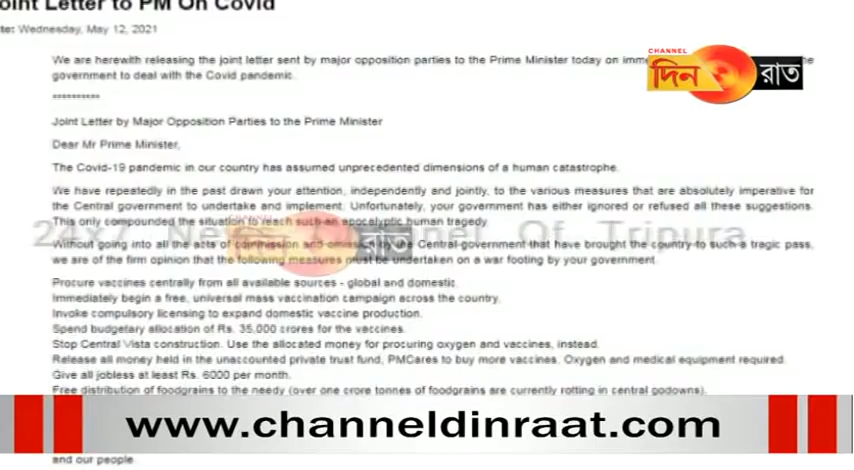 Joint Letter to PM On Covid
Date: Wednesday, May 12, 2021
CHANNEL
দিন রাত
We are herewith releasing the joint letter sent by major opposition parties to the Prime Minister today on
government to deal with the Covid pandemic.
**********
Joint Letter by Major Opposition Parties to the Prime Minister
Dear Mr Prime Minister,
The Covid-19 pandemic in our country has assumed unprecedented dimensions of a human catastrophe.
We have repeatedly in the past drawn your attention, independently and jointly, to the various measures that are absolutely imperative for
the Central government to undertake and implement. Unfortunately, your government has either ignored or refused all these suggestions.
This only compounded the situation to reach such an apocalyptic human tragedy.
24x7 News Channel Of Tripura
Without going into all the acts of commission and omission Central government that have brought the country to such a tragic pass,
we are of the firm opinion that the following measures must be undertaken on a war footing by your government.
Procure vaccines centrally from all available sources - global and domestic.
Immediately begin a free, universal mass vaccination campaign across the country.
Invoke compulsory licensing to expand domestic vaccine production.
Spend budgetary allocation of Rs. 35,000 crores for the vaccines.
Stop Central Vista construction. Use the allocated money for procuring oxygen and vaccines, instead.
Release all money held in the unaccounted private trust fund, PMCares to buy more vaccines, Oxygen and medical equipment required.
Give all jobless at least Rs. 6000 per month.
Free distribution of foodgrains to the needy (over one crore tonnes of foodgrains are currently rotting in central godowns).
www.channeldinraat.com
and our people.